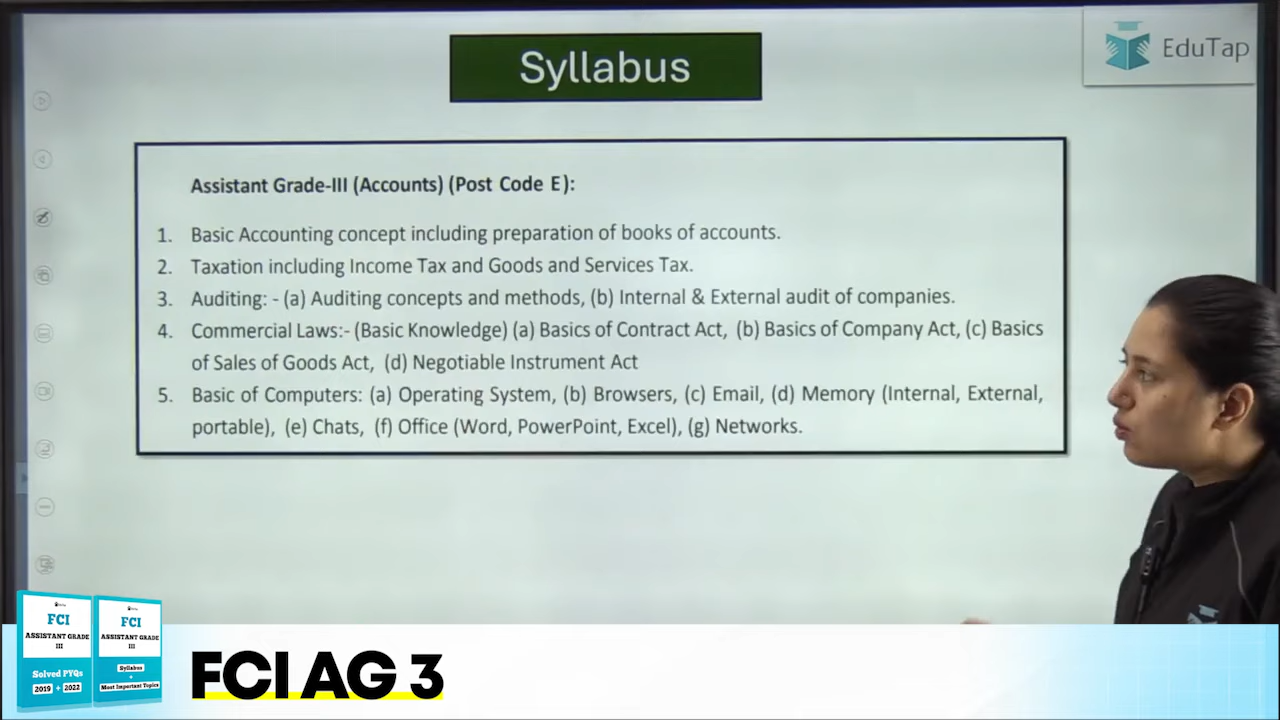 Syllabus
EduTap
Assistant Grade-III (Accounts) (Post Code E):
1. Basic Accounting concept including preparation of books of accounts.
2. Taxation including Income Tax and Goods and Services Tax.
3. Auditing: - (a) Auditing concepts and methods, (b) Internal & External audit of companies.
4. Commercial Laws:- (Basic Knowledge) (a) Basics of Contract Act, (b) Basics of Company Act, (c) Basics
of Sales of Goods Act, (d) Negotiable Instrument Act
5. Basic of Computers: (a) Operating System, (b) Browsers, (c) Email, (d) Memory (Internal, External,
portable), (e) Chats, (f) Office (Word, PowerPoint, Excel), (g) Networks.
FCI
ASSISTANT GRADE
III
Solved PYQs
2019 + 2022
FCI
ASSISTANT GRADE
III
Syllabus
+
Most Important Topics
FCI AG 3